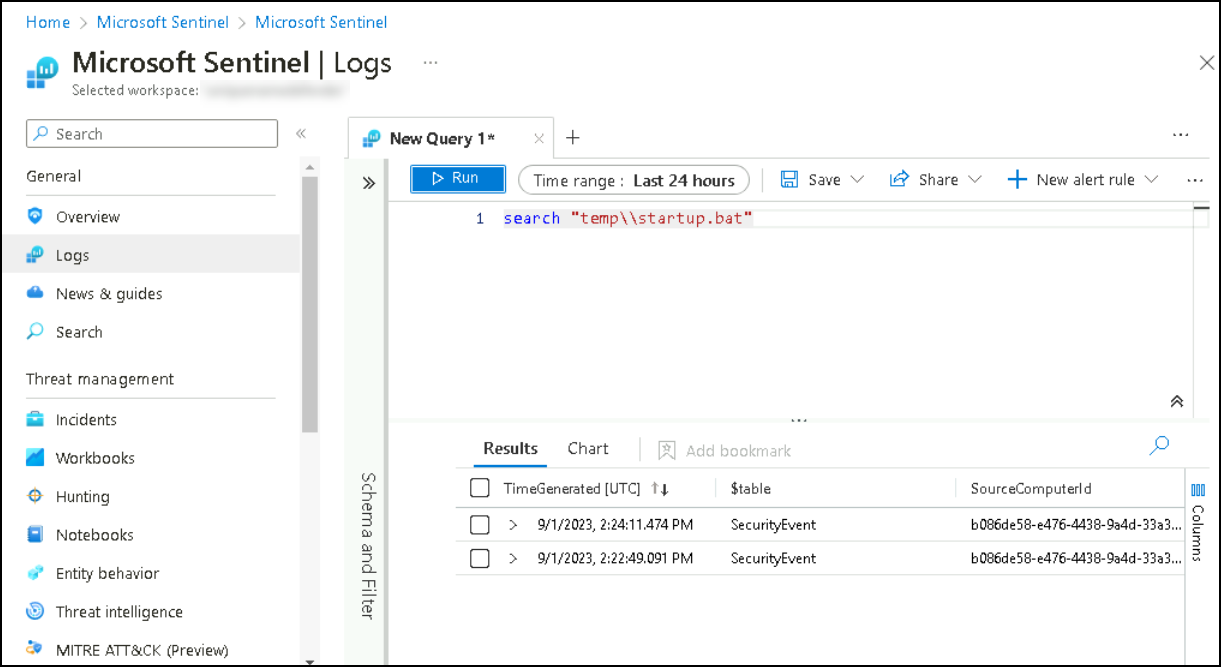 Home > Microsoft Sentinel > Microsoft Sentinel
Microsoft Sentinel | Logs ...
Selected workspace:
Search
«
General
Overview
Logs
News & guides
Search
Threat management
Incidents
Workbooks
Hunting
Notebooks
Entity behavior
Threat intelligence
MITRE ATT&CK (Preview)
New Query 1*
Run Time range : Last 24 hours Save Share New alert rule ...
1 search "temp\\startup.bat"
Schema and Filter
Results Chart Add bookmark
TimeGenerated [UTC] $table SourceComputerId
9/1/2023, 2:24:11.474 PM SecurityEvent b086de58-e476-4438-9a4d-33a3...
9/1/2023, 2:22:49.091 PM SecurityEvent b086de58-e476-4438-9a4d-33a3...
Columns